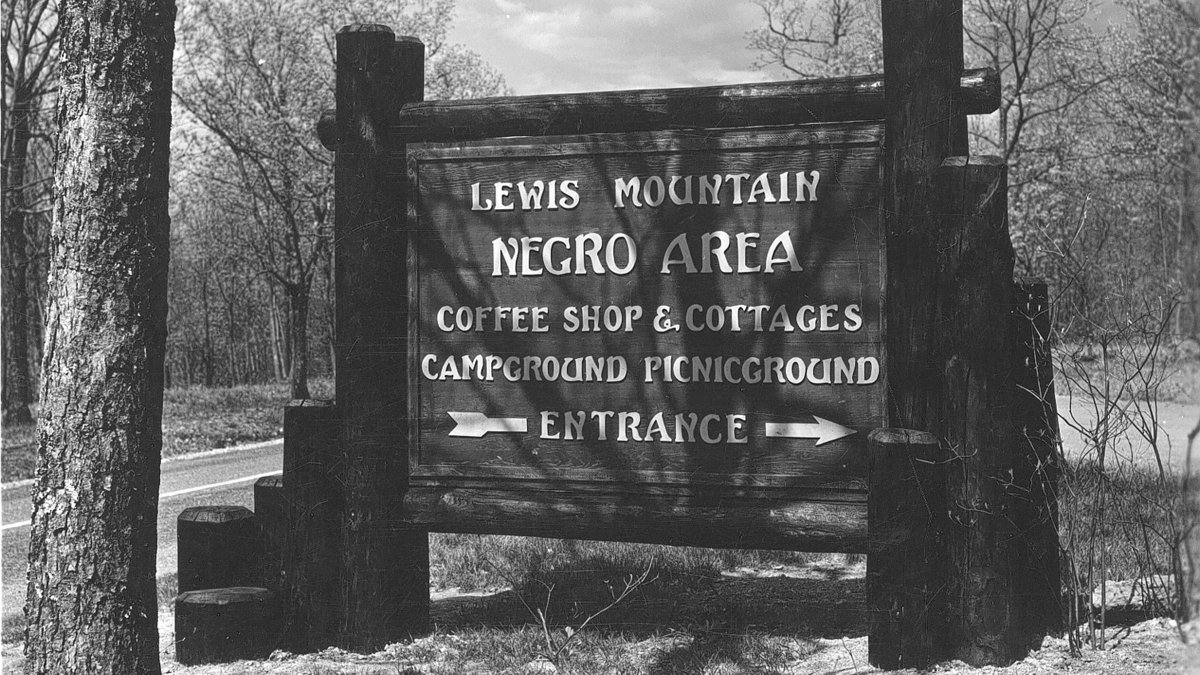 LEWIS MOUNTAIN
NEGRO AREA
COFFEE SHOP & COTTAGES
CAMPGROUND PICNICGROUND
ENTRANCE